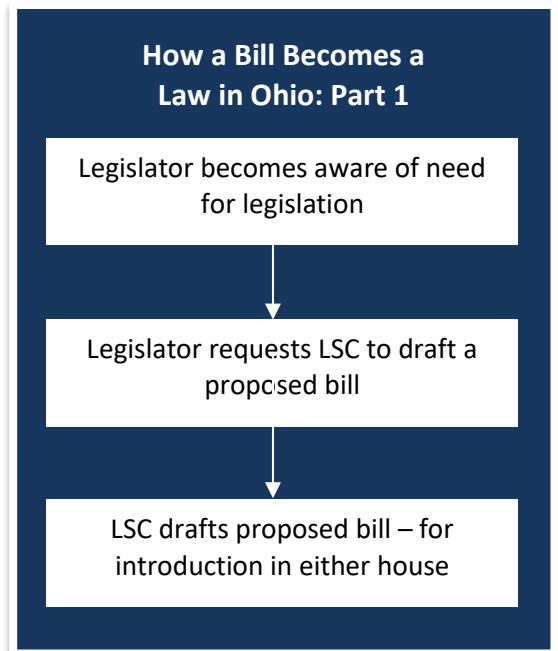 How a Bill Becomes a
Law in Ohio: Part 1
Legislator becomes aware of need
for legislation
Legislator requests LSC to draft a
proposed bill
LSC drafts proposed bill – for
introduction in either house